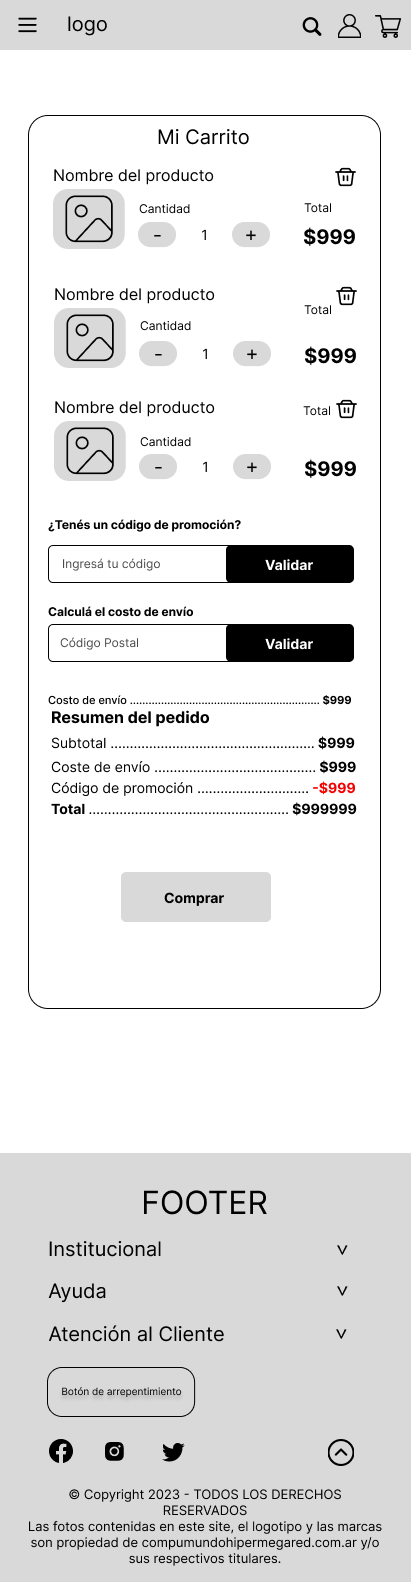 logo
Mi Carrito
Nombre del producto
Cantidad
Total
- 1 +
$999
Nombre del producto
Total
Cantidad
- 1 +
$999
Nombre del producto
Total
Cantidad
- 1 +
$999
¿Tenés un código de promoción?
Ingresá tu código
Validar
Calculá el costo de envío
Código Postal
Validar
Costo de envío ............................................................ $999
Resumen del pedido
Subtotal ..................................................... $999
Coste de envío .......................................... $999
Código de promoción ............................. -$999
Total .................................................... $999999
Comprar
FOOTER
Institucional v
Ayuda v
Atención al Cliente v
Botón de arrepentimiento
© Copyright 2023 - TODOS LOS DERECHOS
RESERVADOS
Las fotos contenidas en este site, el logotipo y las marcas
son propiedad de compumundohipermegared.com.ar y/o
sus respectivos titulares.